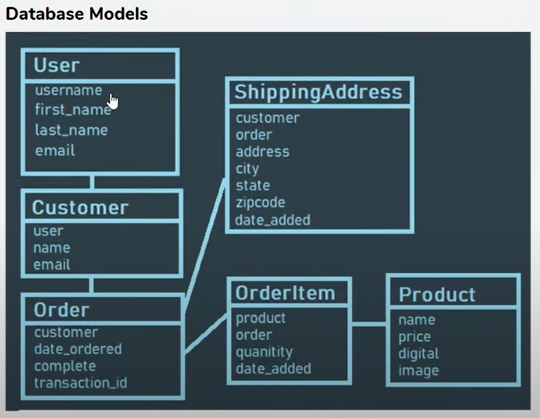 Database Models
User
username
first_name
last_name
email
Customer
user
name
email
Order
customer
date_ordered
complete
transaction_id
ShippingAddress
customer
order
address
city
state
zipcode
date_added
OrderItem
product
order
quanitity
date_added
Product
name
price
digital
image